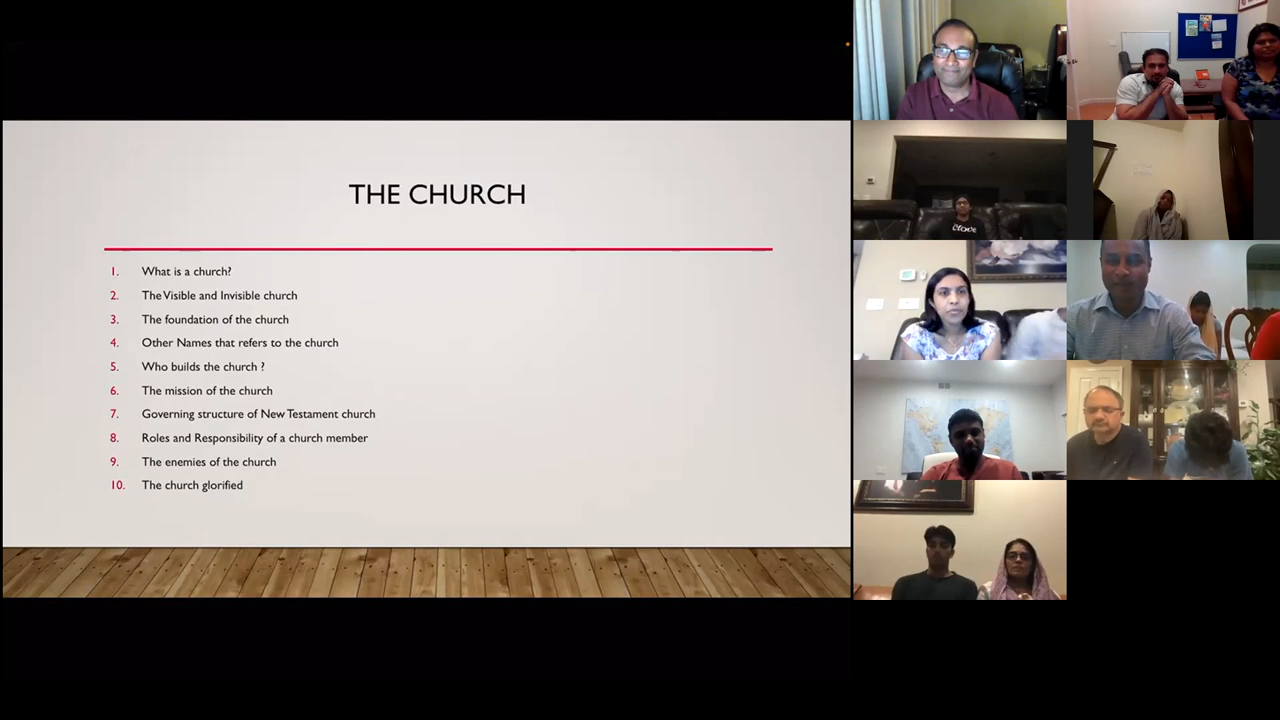 THE CHURCH
1. What is a church?
2. The Visible and Invisible church
3. The foundation of the church
4. Other Names that refers to the church
5. Who builds the church ?
6. The mission of the church
7. Governing structure of New Testament church
8. Roles and Responsibility of a church member
9. The enemies of the church
10. The church glorified